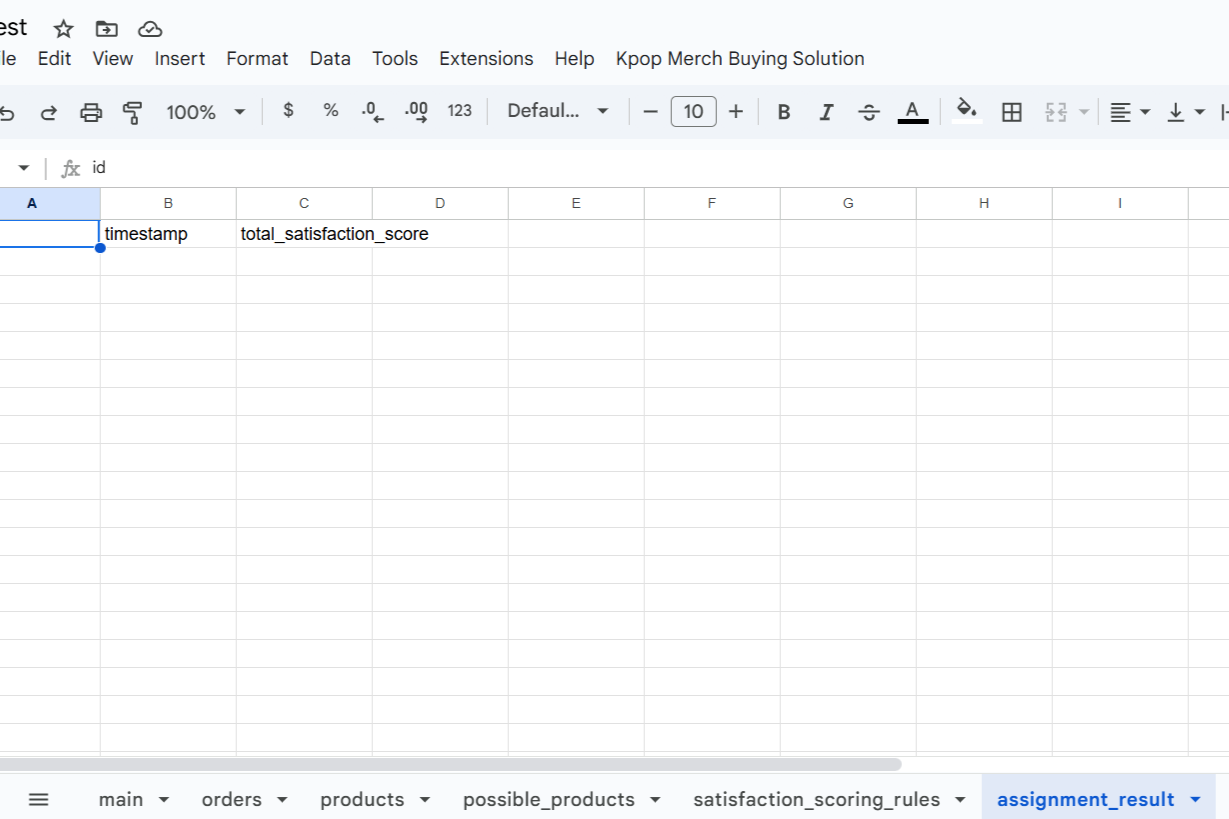 est
le Edit View Insert Format Data Tools Extensions Help Kpop Merch Buying Solution
100% $ % .0 .00 123 Defaul... − 10 + B I S A
fx id
A B C D E F G H I
timestamp total_satisfaction_score
main orders products possible_products satisfaction_scoring_rules assignment_result